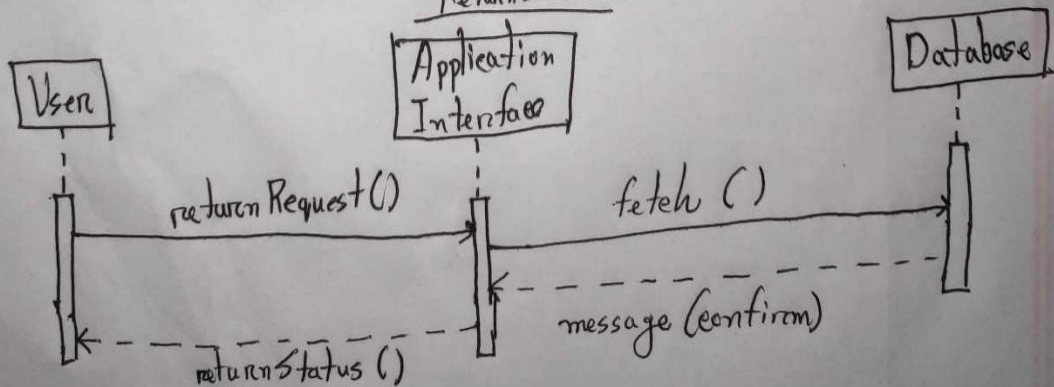 User
Application
Interface
Database
returnRequest()
fetch ()
message (confirm)
returnStatus ()